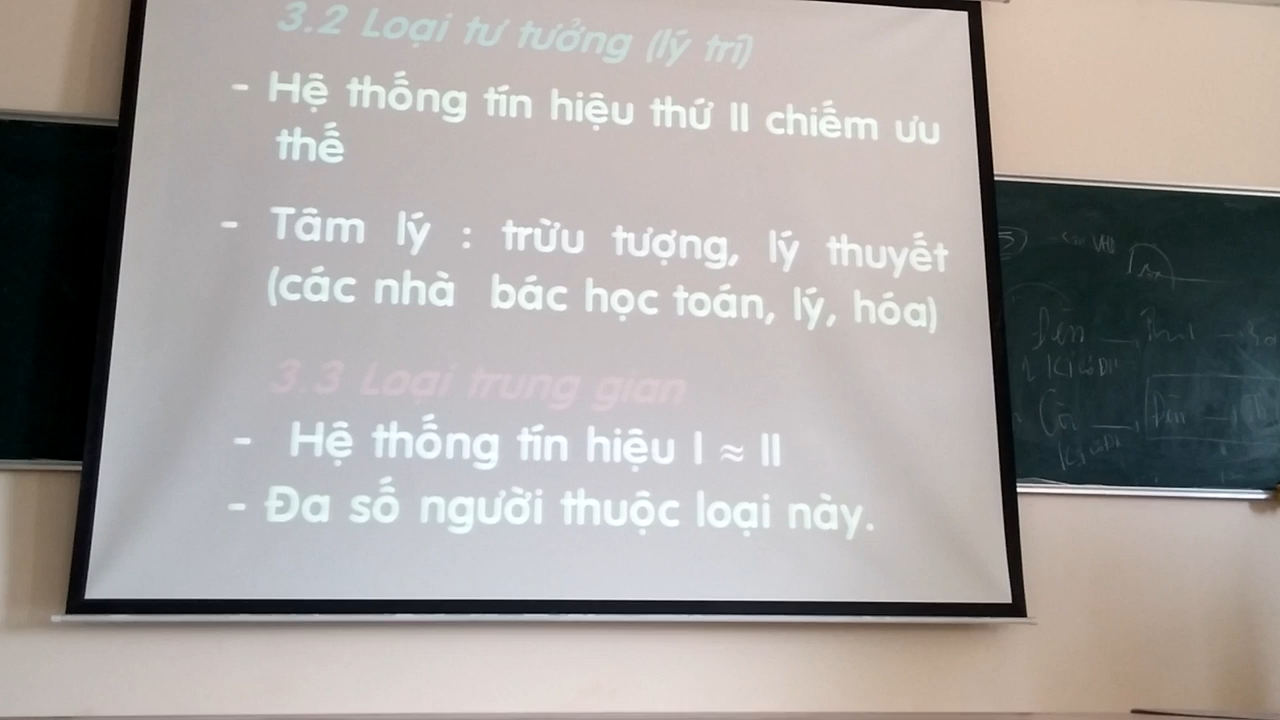 3.2 Loại tư tưởng (lý trí)
- Hệ thống tín hiệu thứ II chiếm ưu
thế
- Tâm lý : trừu tượng, lý thuyết
(các nhà bác học toán, lý, hóa)
3.3 Loại trung gian
- Hệ thống tín hiệu I ≈ II
- Đa số người thuộc loại này.
Đèn